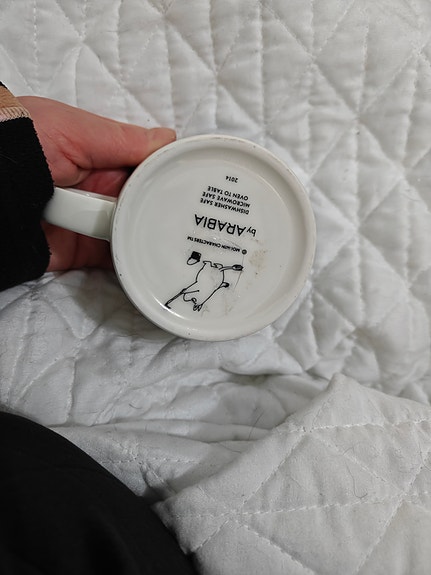 © MOOMIN CHARACTERS TM
by ARABIA
DISHWASHER SAFE
MICROWAVE SAFE
OVEN TO TABLE
2014